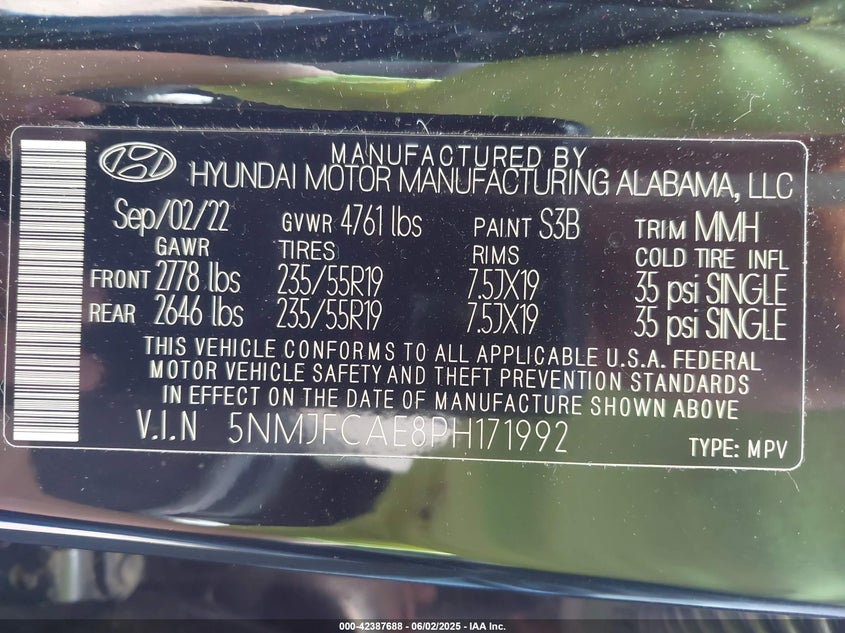 MANUFACTURED BY
HYUNDAI MOTOR MANUFACTURING ALABAMA, LLC
Sep/02/22 GVWR 4761 lbs PAINT S3B TRIM MMH
GAWR TIRES RIMS COLD TIRE INFL
FRONT 2778 lbs 235/55R19 7.5JX19 35 psi SINGLE
REAR 2646 lbs 235/55R19 7.5JX19 35 psi SINGLE
THIS VEHICLE CONFORMS TO ALL APPLICABLE U.S.A. FEDERAL
MOTOR VEHICLE SAFETY AND THEFT PREVENTION STANDARDS
IN EFFECT ON THE DATE OF MANUFACTURE SHOWN ABOVE
V.I.N 5NMJFCAE8PH171992 TYPE: MPV
000-42387688 - 06/02/2025 - IAA Inc.